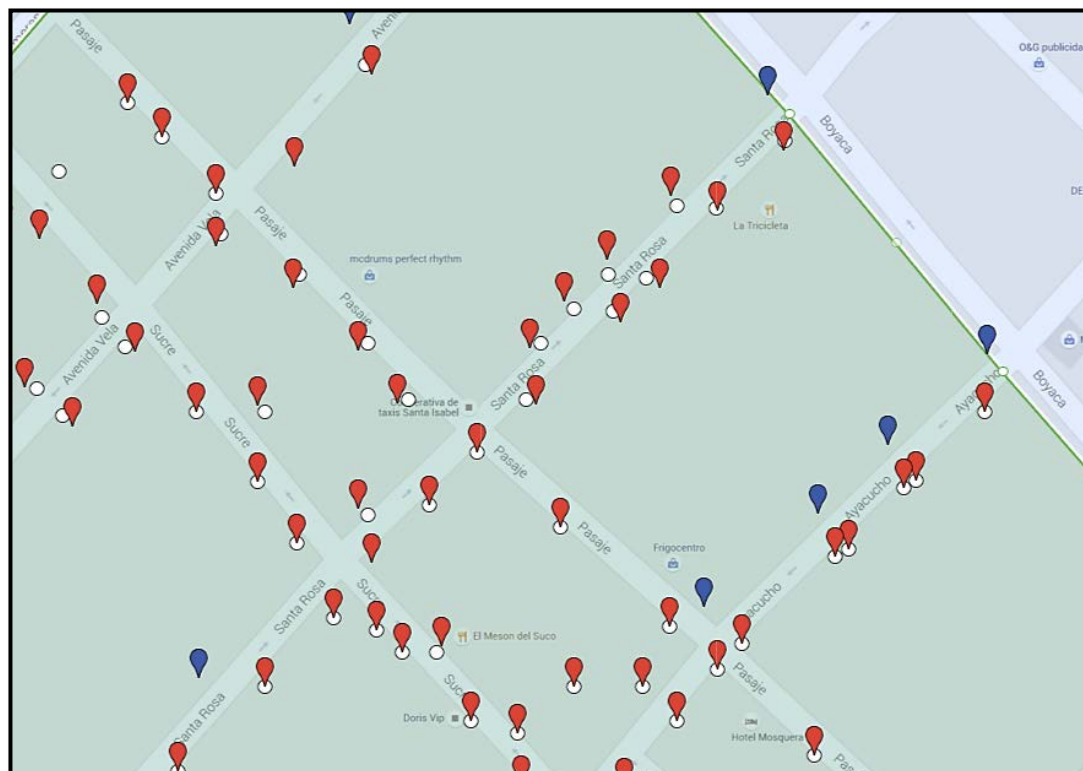 Pasaje
Avenida
O&G publicida
Boyaca
Santa Rosa
DE
La Tricicleta
Avenida Vela
Pasaje
mcdrums perfect rhythm
Santa Rosa
Pasaje
Avenida Vela
Sucre
Boyaca
Santa Rosa
Ayacucho
taxis Santa Isabel
Sucre
Pasaje
Ayacucho
Pasaje
Frigocentro
Santa Rosa
El Meson del Suco
Pasaje
Santa Rosa
Doris Vip
Hotel Mosquera